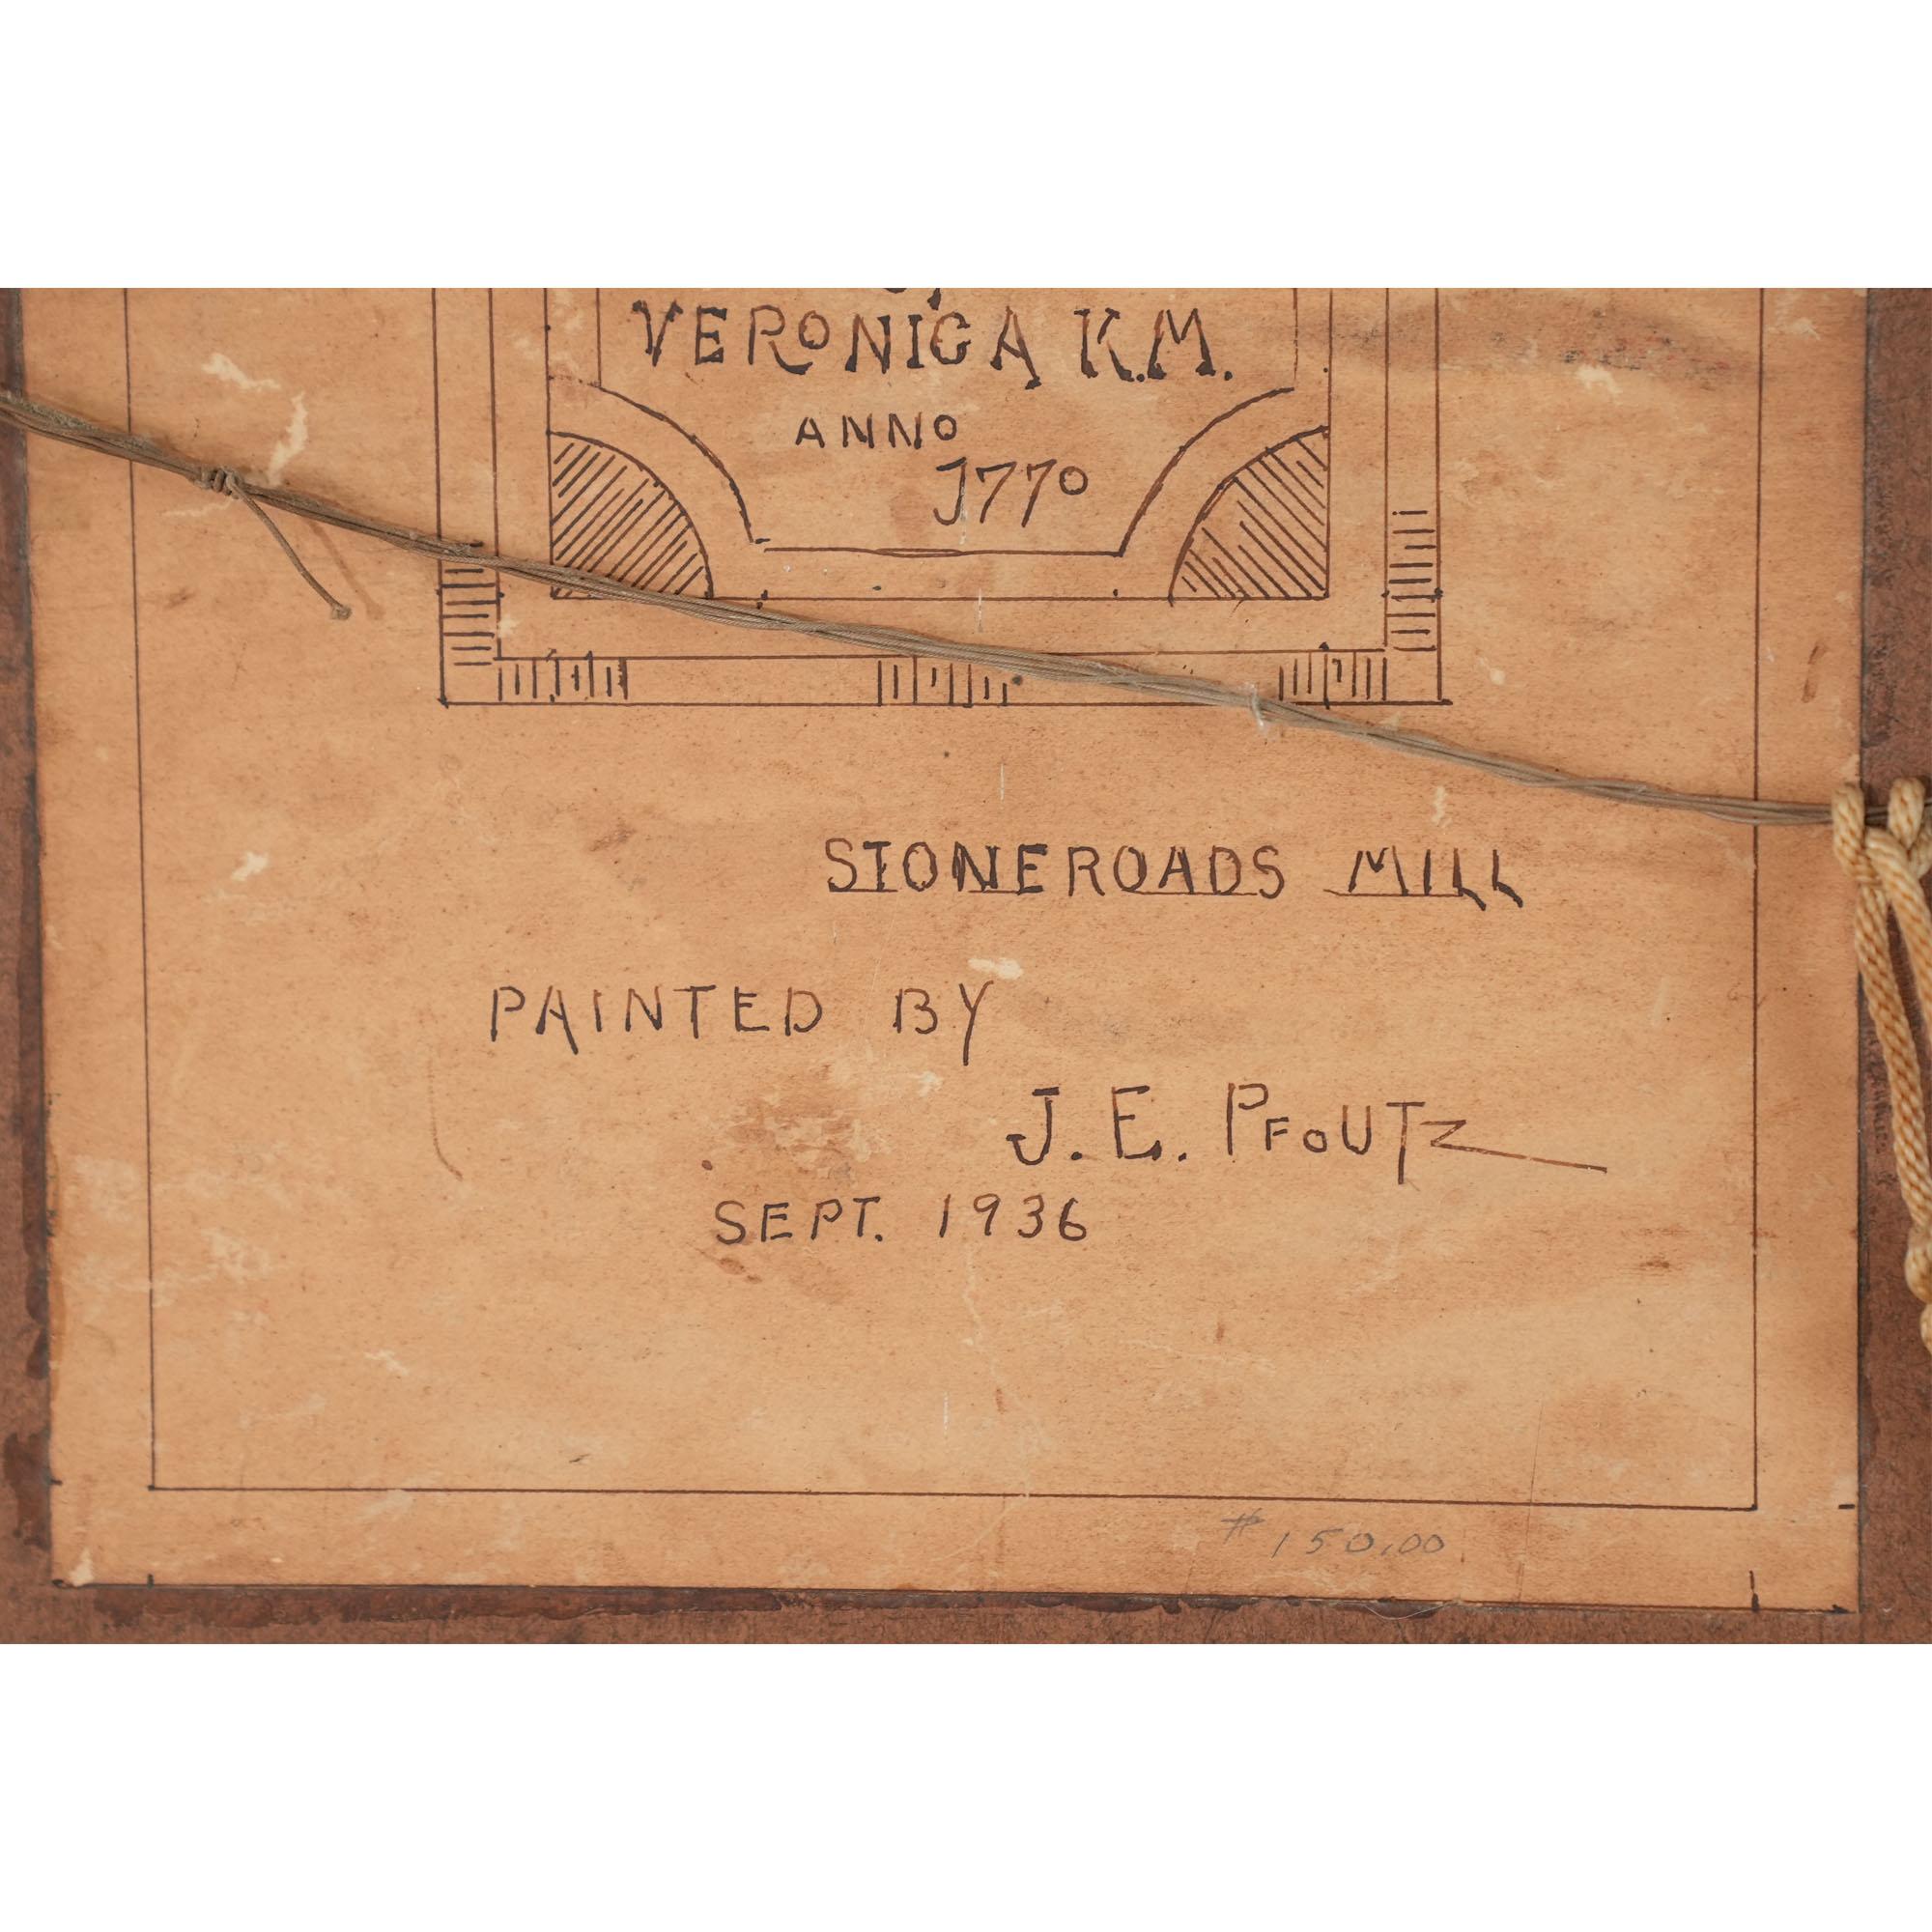 VERONICA K.M.
ANNO
1770
STONEROADS MILL
PAINTED BY
J. E. PFOUTZ
SEPT. 1936
$150.00